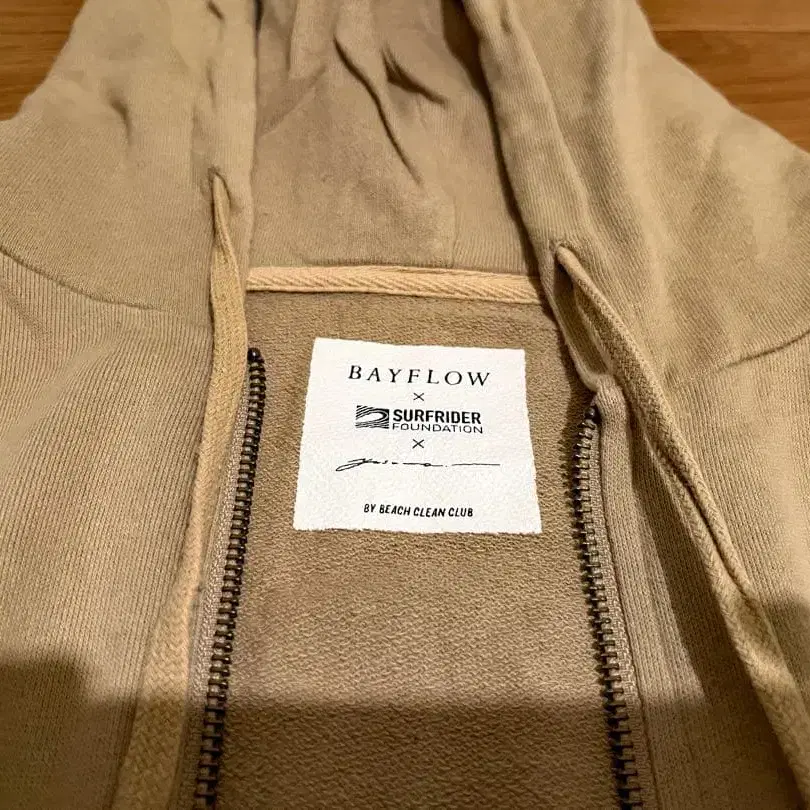 BAYFLOW
×
SURFRIDER
FOUNDATION
×
BY BEACH CLEAN CLUB